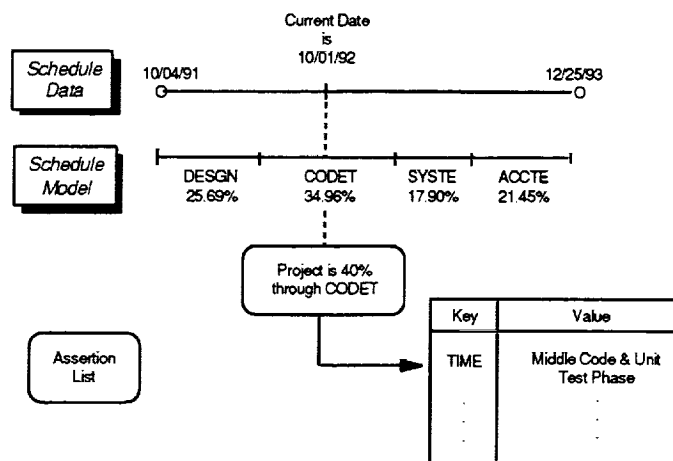 Current Date
is
10/01/92
Schedule
Data
10/04/91
12/25/93
Schedule
Model
DESGN
25.69%
CODET
34.96%
SYSTE
17.90%
ACCTE
21.45%
Project is 40%
through CODET
Assertion
List
Key Value
TIME Middle Code & Unit
Test Phase